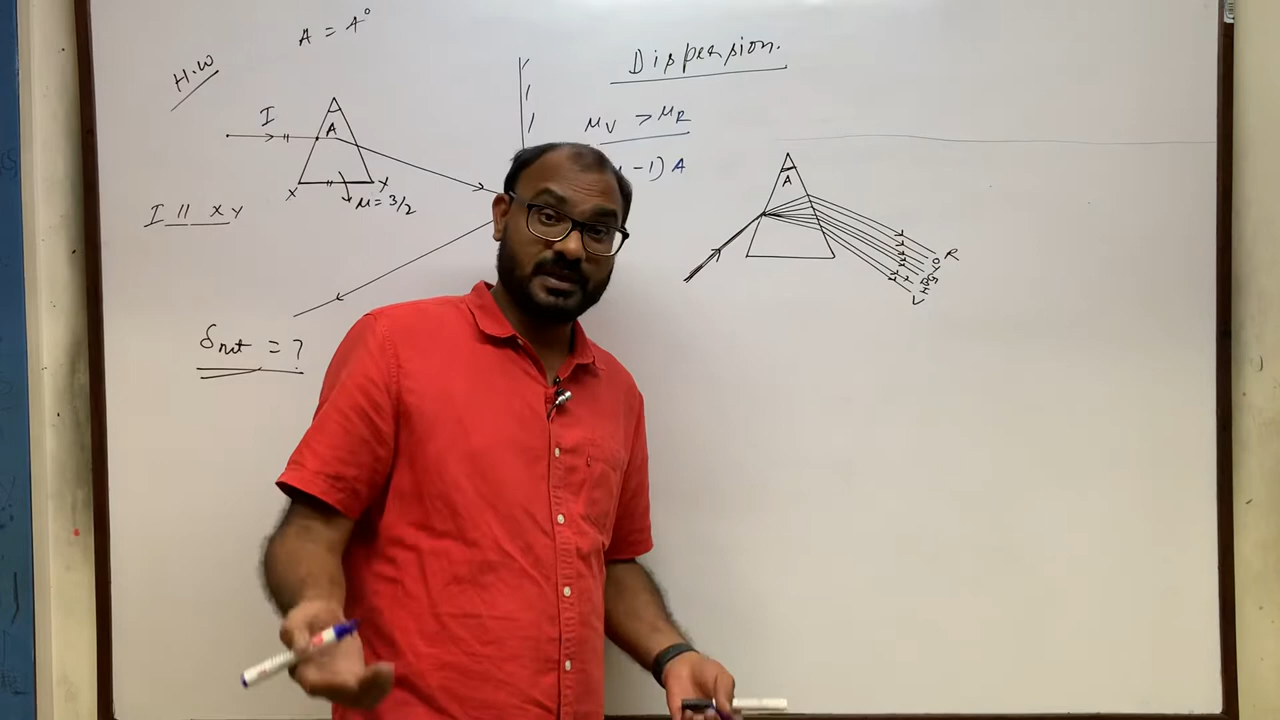 A = 4°
H.W
I
A
X
Y
μ = 3/2
I // XY
δnet = ?
Dispersion.
μV > μR
- 1) A
A
R
O
Y
G
B
I
V